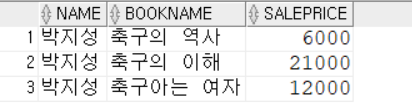 NAME BOOKNAME SALEPRICE
1 박지성 축구의 역사 6000
2 박지성 축구의 이해 21000
3 박지성 축구아는 여자 12000